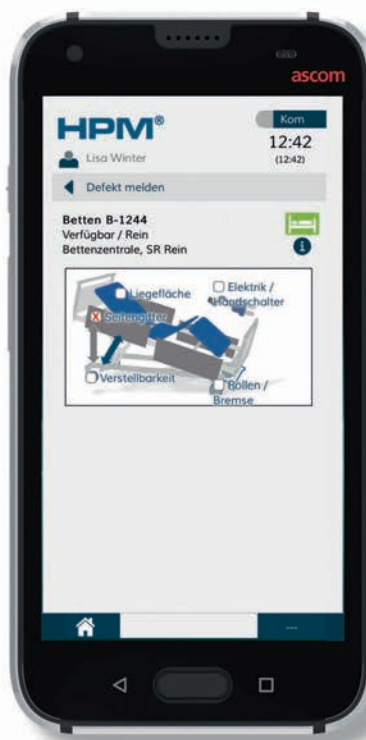 ascom
HPM®
Kom
12:42
(12:42)
Lisa Winter
Defekt melden
Betten B-1244
Verfügbar / Rein
Bettenzentrale, SR Rein
i
Liegefläche
Elektrik /
Handschalter
X Seitengitter
Verstellbarkeit
Rollen /
Bremse
---